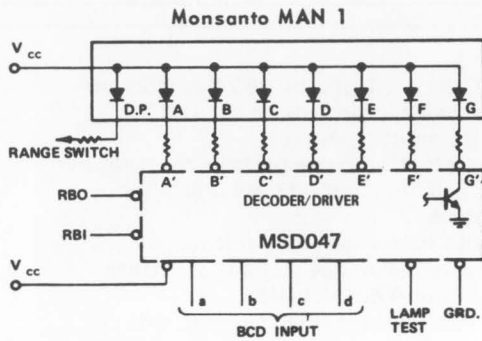 Monsanto MAN 1
V cc
D.P. A B C D E F G
RANGE SWITCH
A' B' C' D' E' F' G'
RBO
DECODER/DRIVER
RBI
MSD047
V cc
a b c d
BCD INPUT
LAMP TEST
GRD.